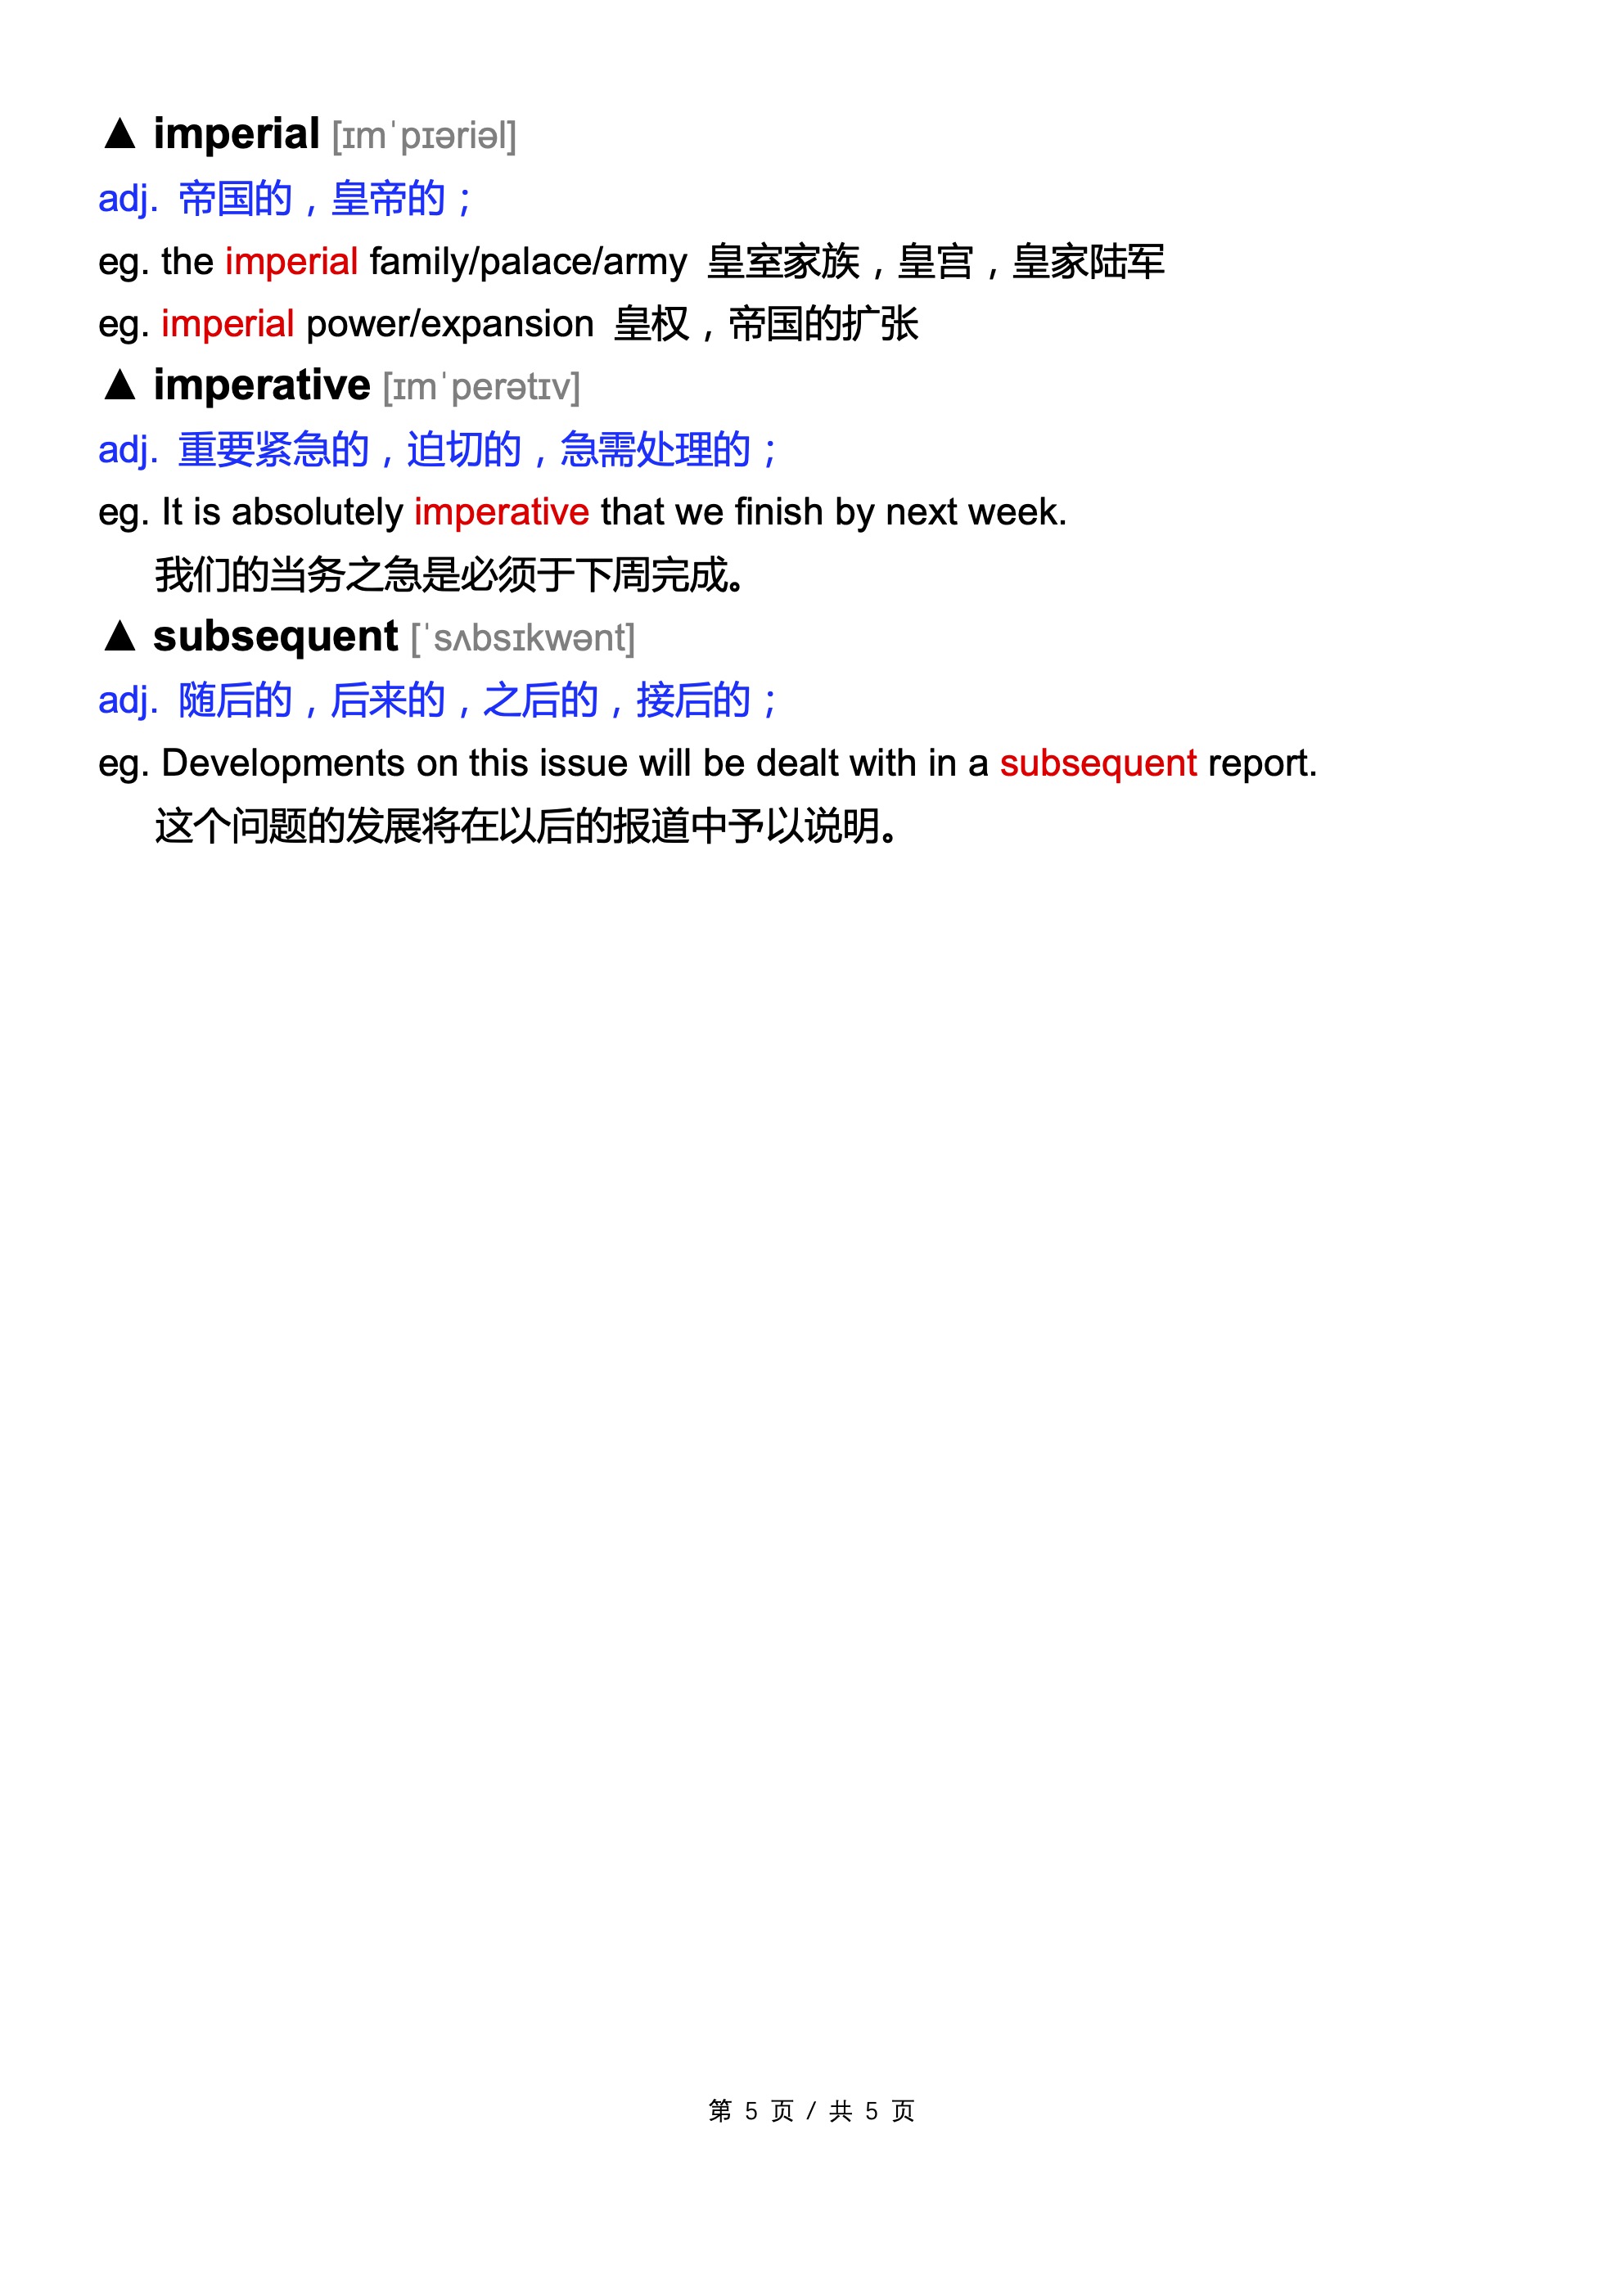 ▲ imperial [ɪmˈpɪəriəl]
adj. 帝国的，皇帝的；
eg. the imperial family/palace/army 皇室家族，皇宫，皇家陆军
eg. imperial power/expansion 皇权，帝国的扩张
▲ imperative [ɪmˈperətɪv]
adj. 重要紧急的，迫切的，急需处理的；
eg. It is absolutely imperative that we finish by next week.
我们的当务之急是必须于下周完成。
▲ subsequent [ˈsʌbsɪkwənt]
adj. 随后的，后来的，之后的，接后的；
eg. Developments on this issue will be dealt with in a subsequent report.
这个问题的发展将在以后的报道中予以说明。
第 5 页 / 共 5 页